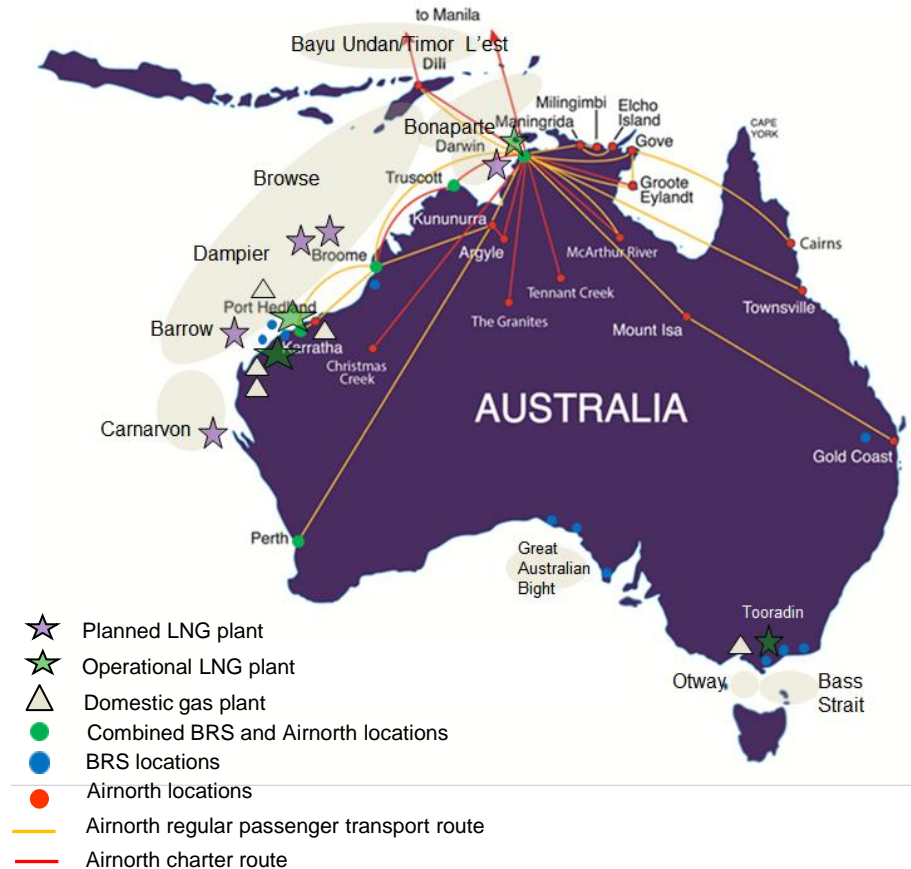 to Manila
Bayu Undan/Timor L'est
Dili
Milingimbi
Elcho
Island
Bonaparte
Maningrida
CAPE
YORK
Gove
Darwin
Truscott
Groote
Eylandt
Browse
Kununurra
Cairns
Dampier
Broome
Argyle
McArthur River
Tennant Creek
Townsville
Port Hedland
The Granites
Mount Isa
Barrow
Karratha
Christmas
Creek
AUSTRALIA
Carnarvon
Gold Coast
Perth
Great
Australian
Bight
Tooradin
Otway
Bass
Strait
Planned LNG plant
Operational LNG plant
Domestic gas plant
Combined BRS and Airnorth locations
BRS locations
Airnorth locations
Airnorth regular passenger transport route
Airnorth charter route